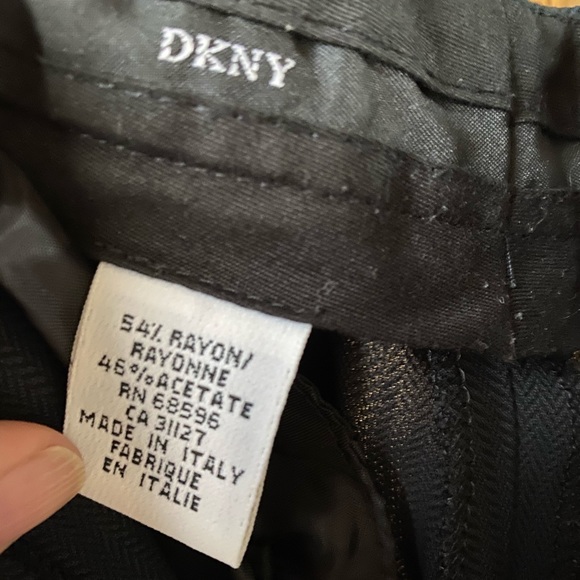 DKNY
54% RAYON/
RAYONNE
46% ACETATE
RN 68596
CA 31127
MADE IN ITALY
FABRIQUE
EN ITALIE